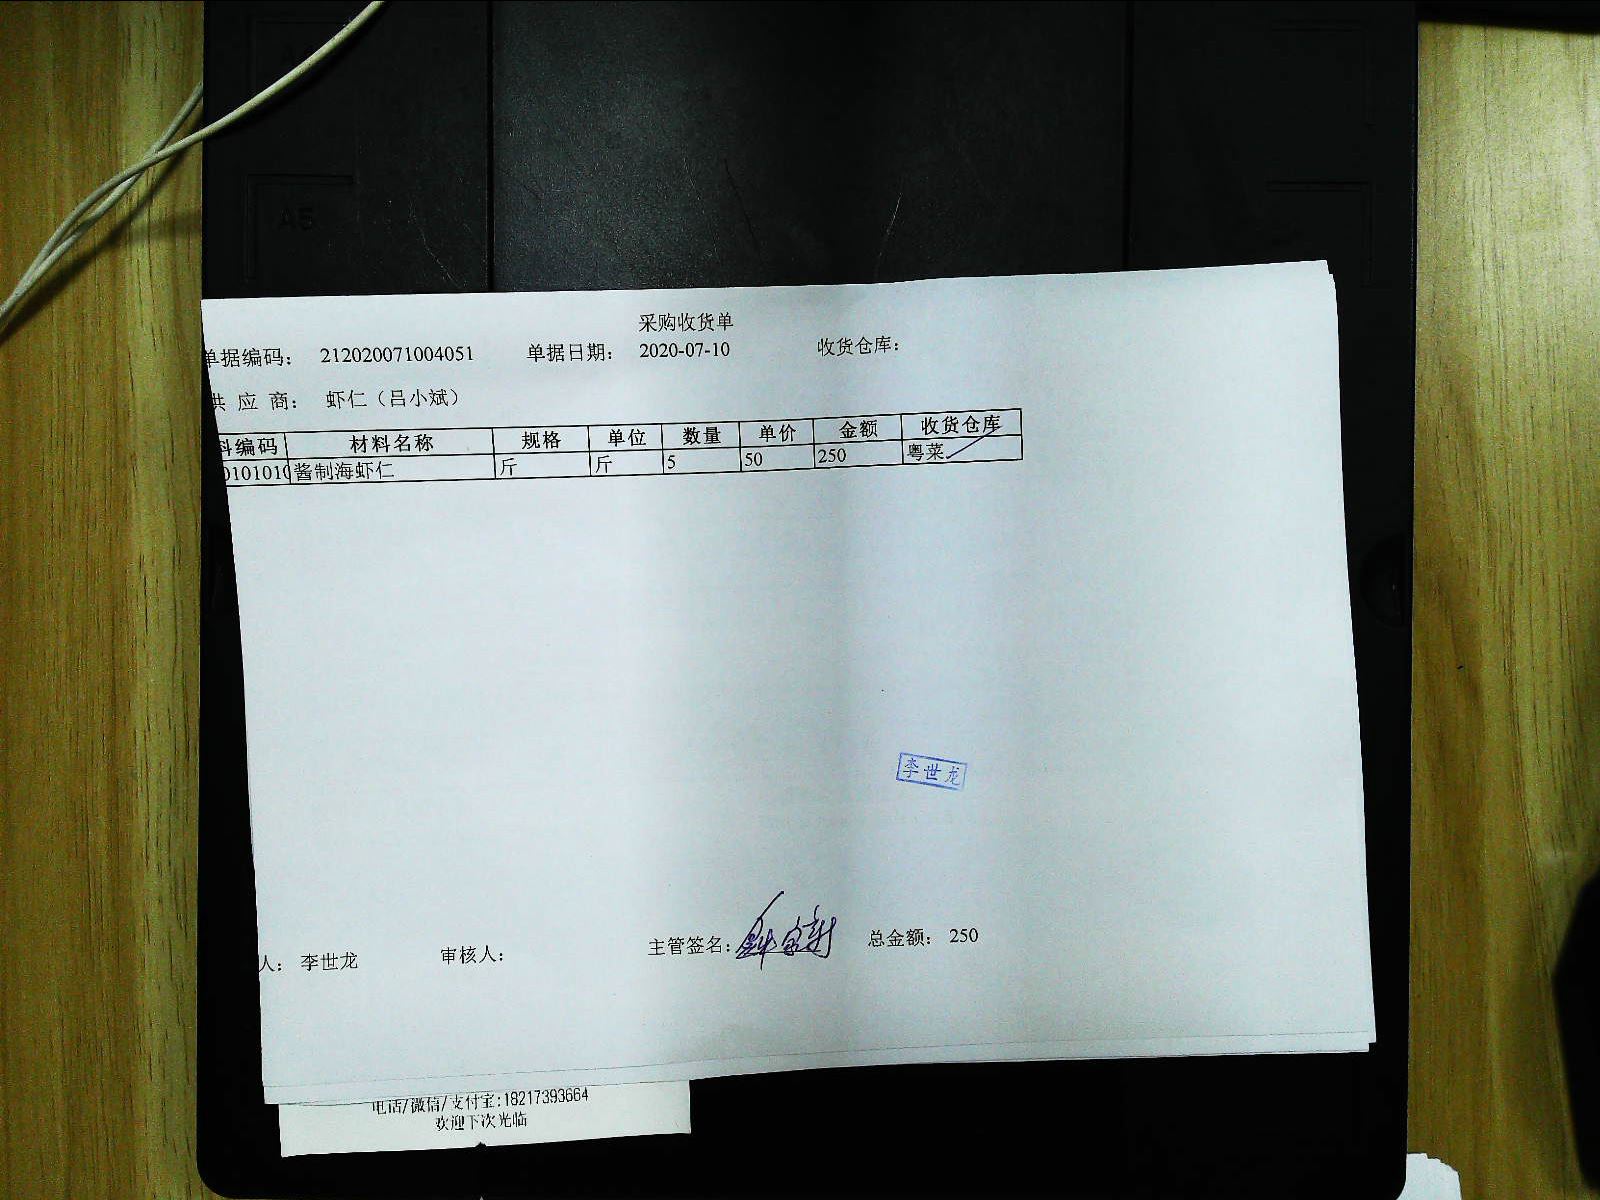 采购收货单
单据编码： 212020071004051 单据日期： 2020-07-10 收货仓库：
供 应 商： 虾仁（吕小斌）
料编码 材料名称 规格 单位 数量 单价 金额 收货仓库
0101010 酱制海虾仁 斤 斤 5 50 250 粤菜
李世龙
人： 李世龙 审核人： 主管签名： 总金额： 250
电话/微信/支付宝:18217393664
欢迎下次光临
A5